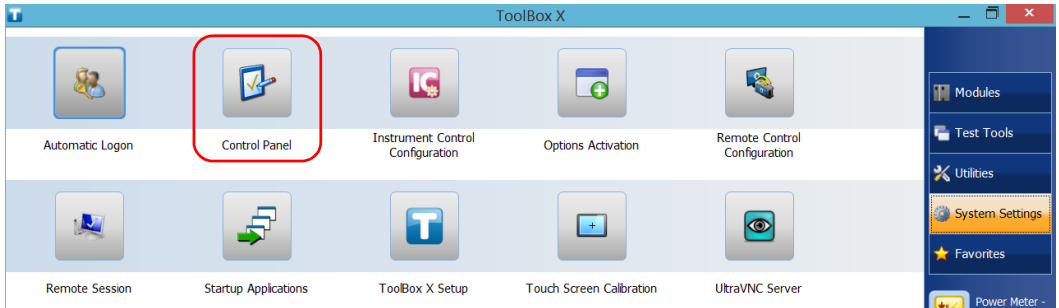 ToolBox X
Automatic Logon
Control Panel
Instrument Control
Configuration
Options Activation
Remote Control
Configuration
Remote Session
Startup Applications
ToolBox X Setup
Touch Screen Calibration
UltraVNC Server
Modules
Test Tools
Utilities
System Settings
Favorites
Power Meter -